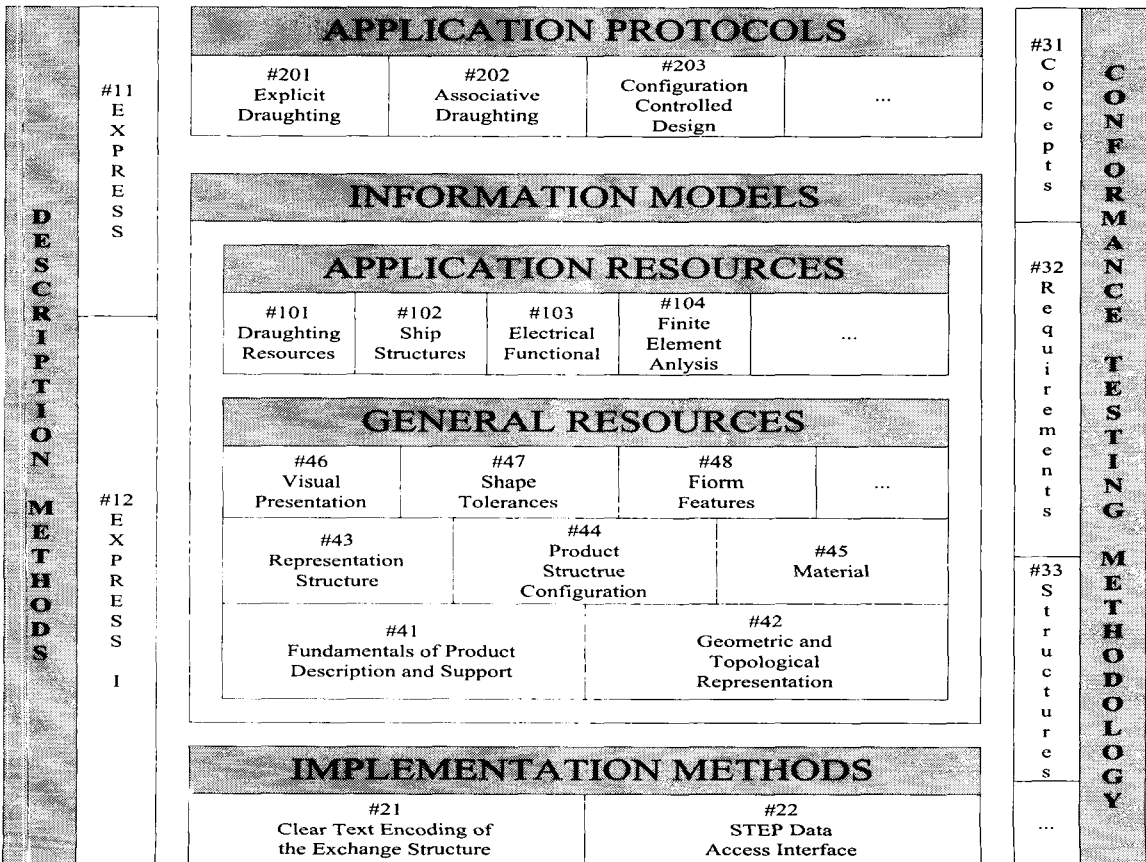 DESCRIPTION METHODS
#11
EXPRESS
#12
EXPRESS I
APPLICATION PROTOCOLS
#201
Explicit
Draughting
#202
Associative
Draughting
#203
Configuration
Controlled
Design
...
INFORMATION MODELS
APPLICATION RESOURCES
#101
Draughting
Resources
#102
Ship
Structures
#103
Electrical
Functional
#104
Finite
Element
Anlysis
...
GENERAL RESOURCES
#46
Visual
Presentation
#47
Shape
Tolerances
#48
Fiorm
Features
...
#43
Representation
Structure
#44
Product
Structrue
Configuration
#45
Material
#41
Fundamentals of Product
Description and Support
#42
Geometric and
Topological
Representation
IMPLEMENTATION METHODS
#21
Clear Text Encoding of
the Exchange Structure
#22
STEP Data
Access Interface
#31
Cocepts
#32
Requirements
#33
Structures
...
CONFORMANCE TESTING METHODOLOGY